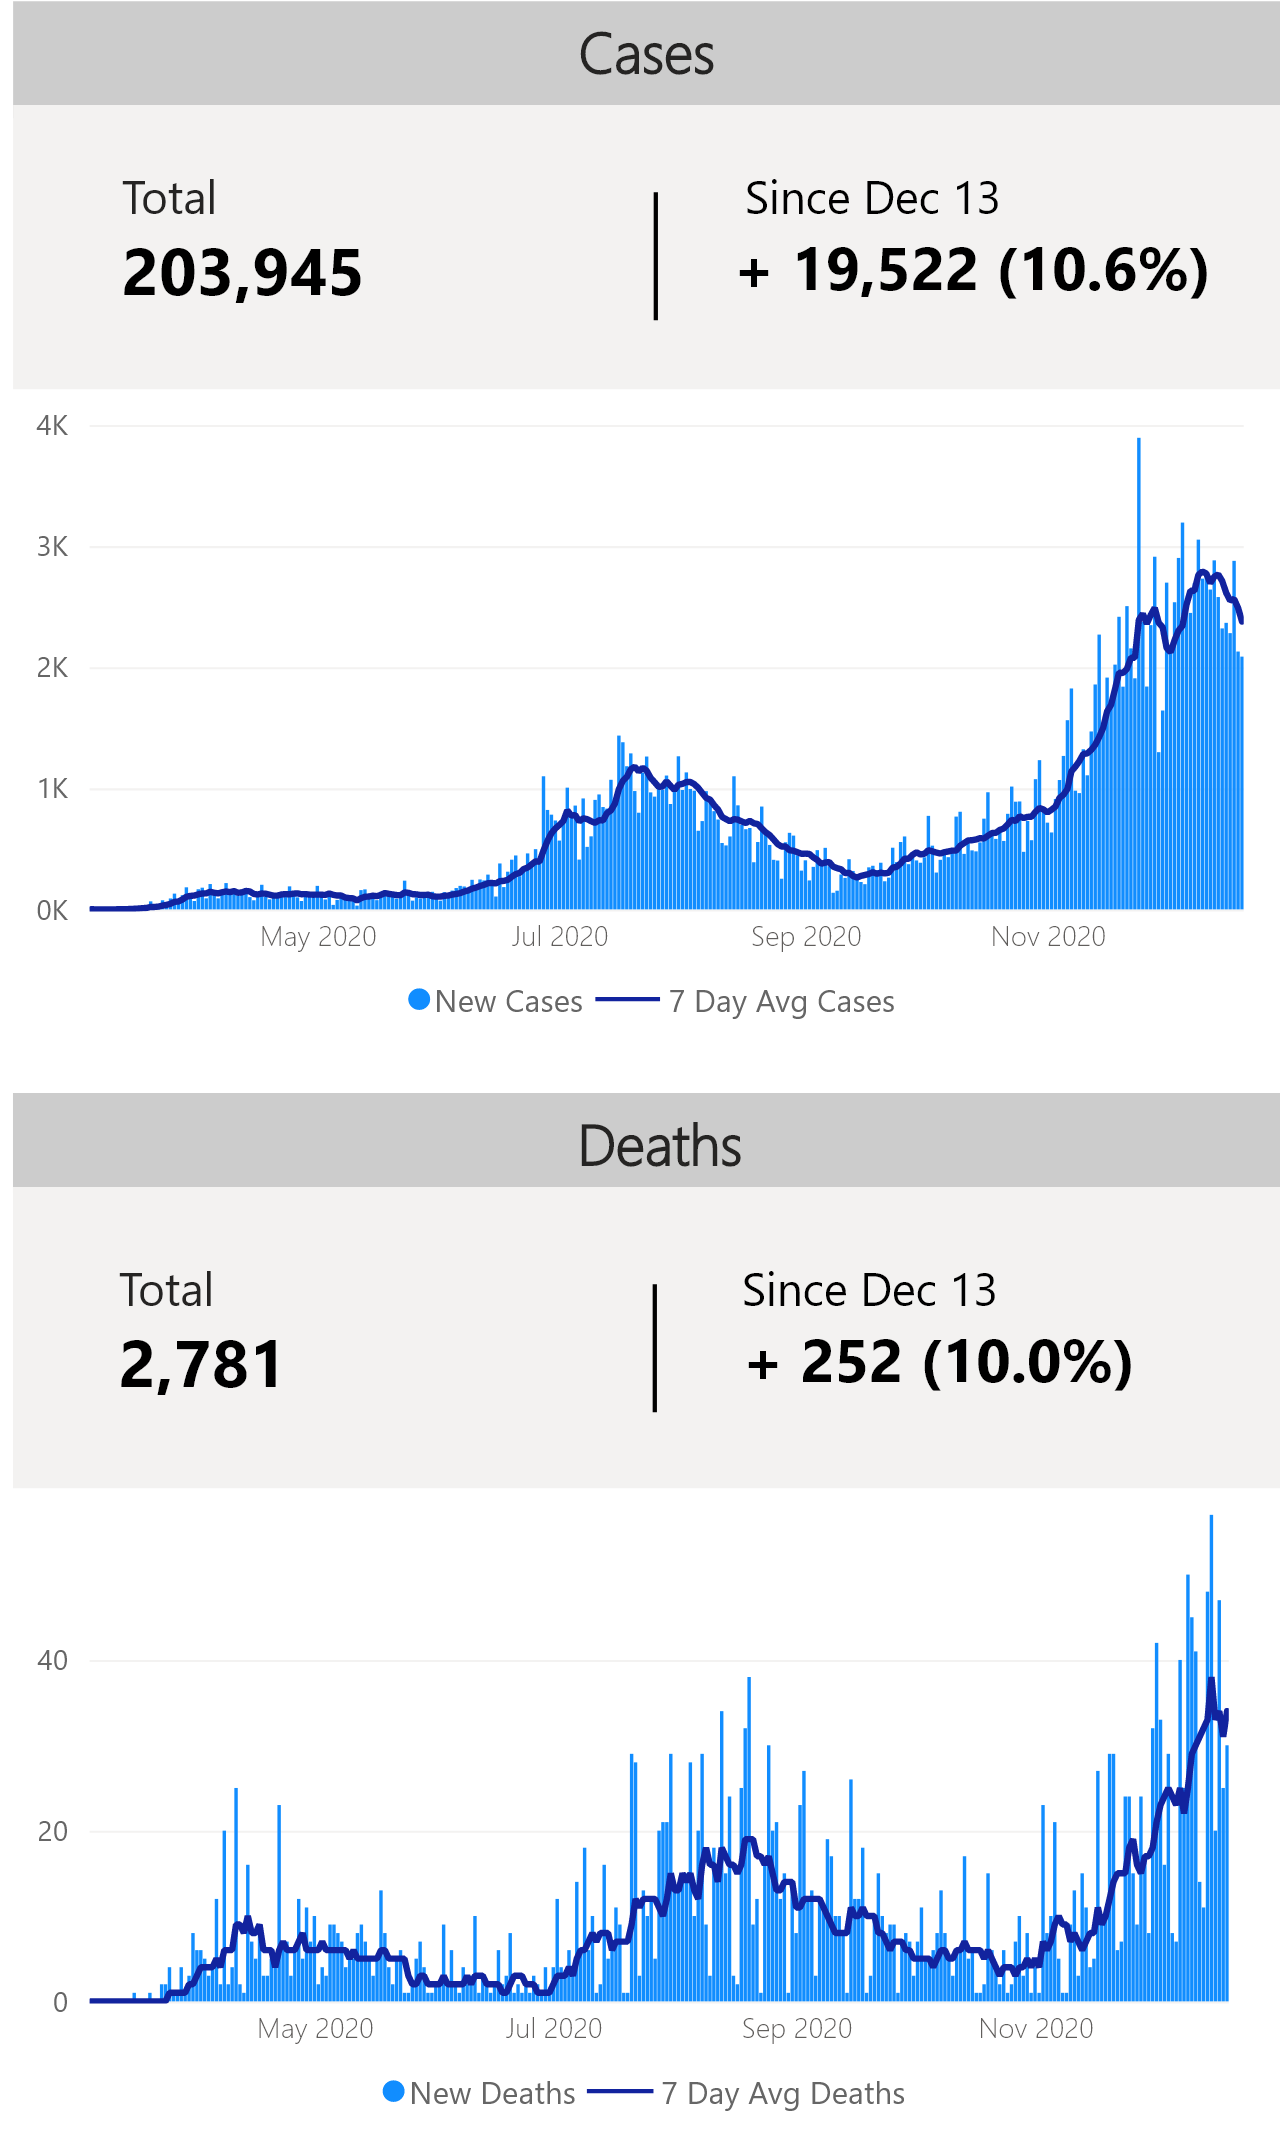 Cases
Total
Since Dec 13
203,945
+ 19,522 (10.6%)
4K
3K
2K
1K
0K
May 2020
Jul 2020
Sep 2020
Nov 2020
New Cases
7 Day Avg Cases
Deaths
Total
Since Dec 13
2,781
+ 252 (10.0%)
40
20
0
May 2020
Jul 2020
Sep 2020
Nov 2020
New Deaths
7 Day Avg Deaths